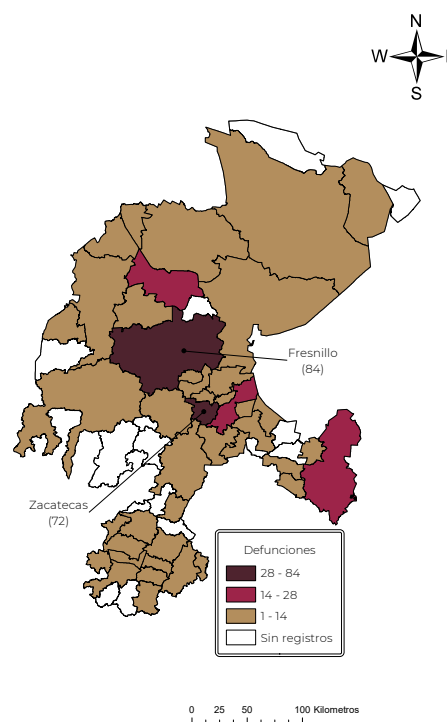 N
W
S
Fresnillo
(84)
Zacatecas
(72)
Defunciones
28 - 84
14 - 28
1 - 14
Sin registros
0 25 50 100 Kilometros